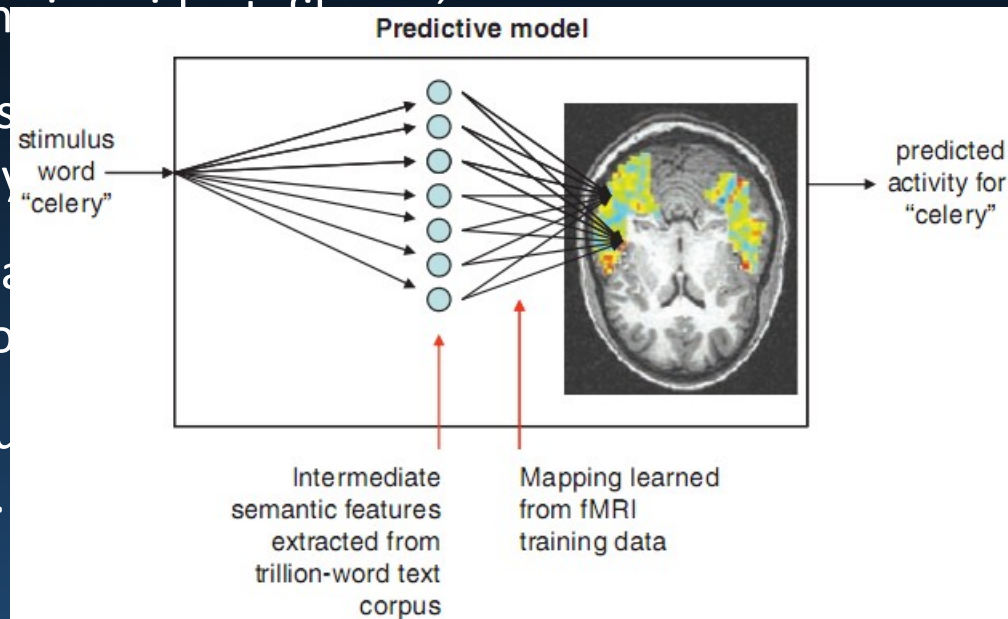 Predictive model
stimulus
word
“celery”
predicted
activity for
“celery”
Intermediate
semantic features
extracted from
trillion-word text
corpus
Mapping learned
from fMRI
training data